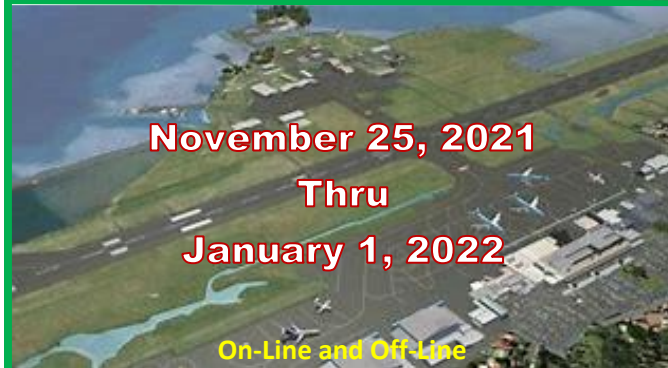 November 25, 2021
Thru
January 1, 2022
On-Line and Off-Line